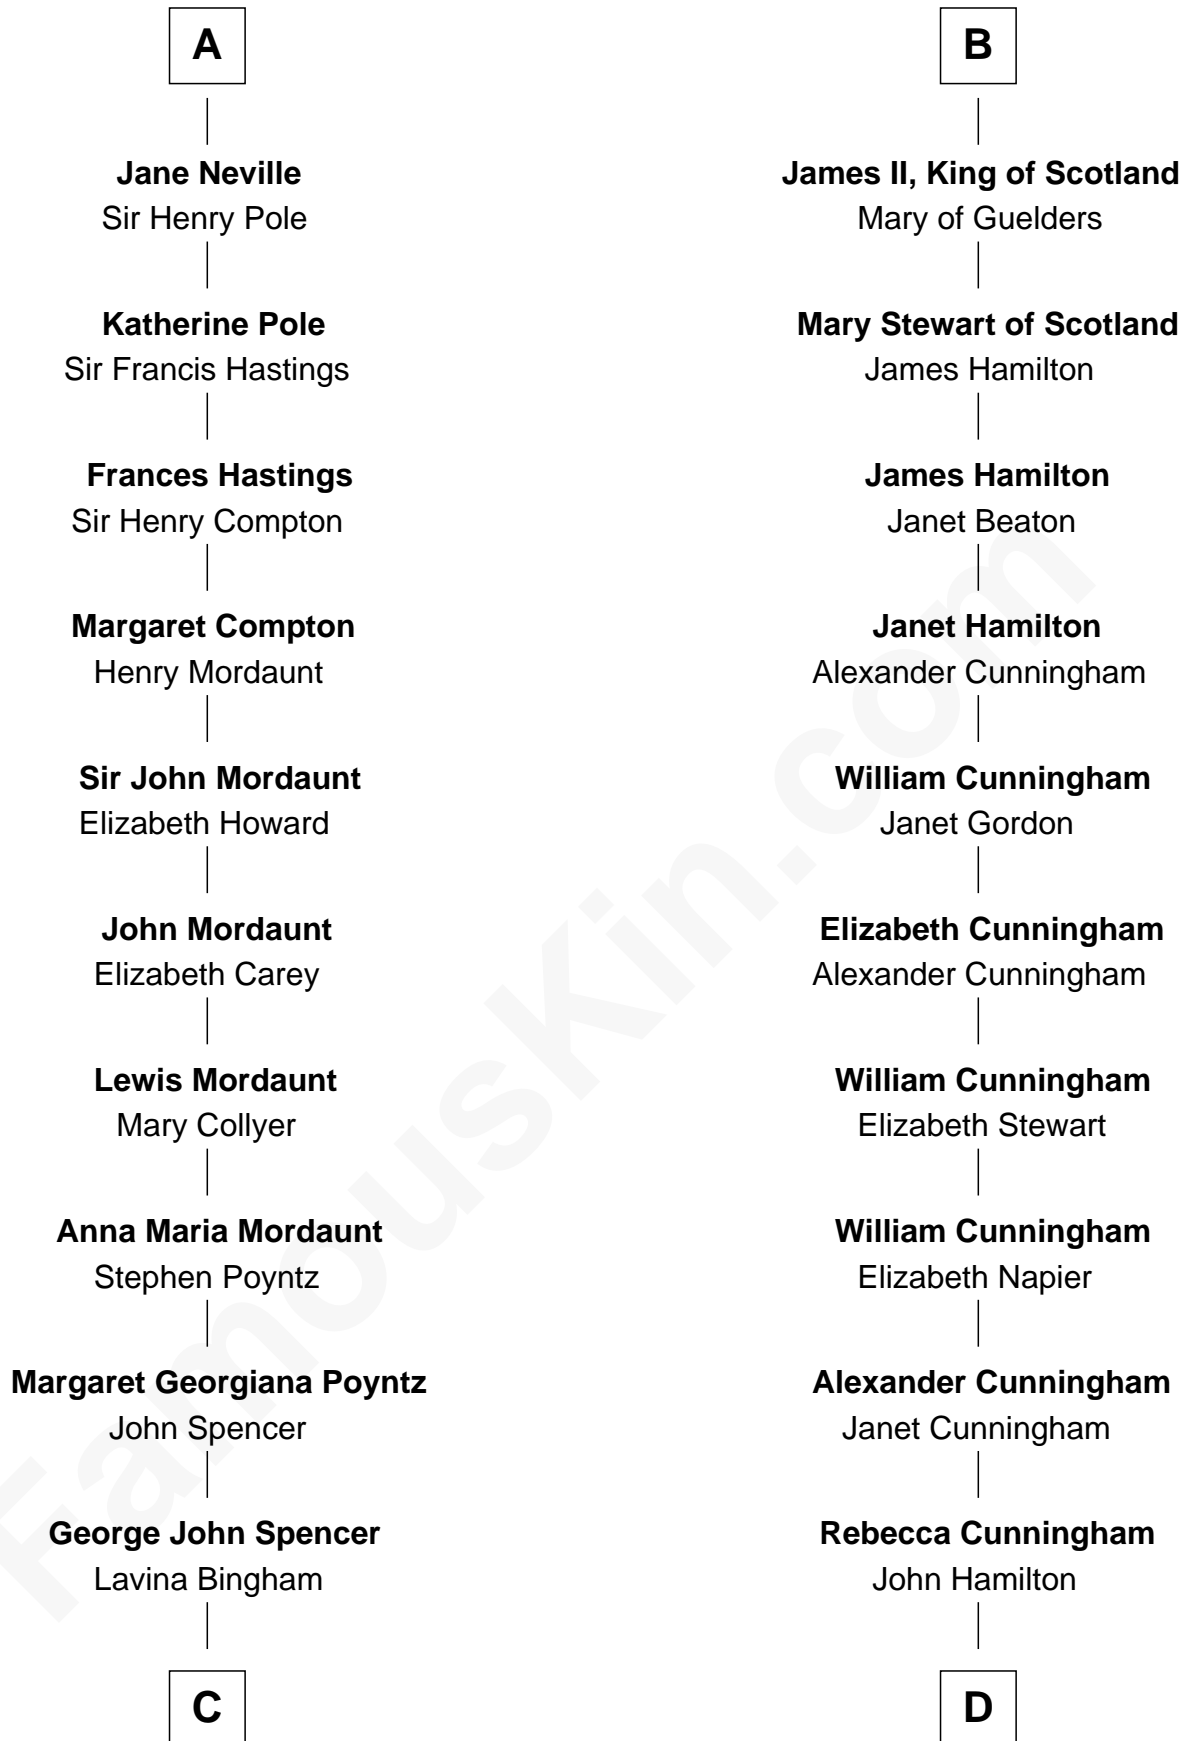 A
Jane Neville
Sir Henry Pole
Katherine Pole
Sir Francis Hastings
Frances Hastings
Sir Henry Compton
Margaret Compton
Henry Mordaunt
Sir John Mordaunt
Elizabeth Howard
John Mordaunt
Elizabeth Carey
Lewis Mordaunt
Mary Collyer
Anna Maria Mordaunt
Stephen Poyntz
Margaret Georgiana Poyntz
John Spencer
George John Spencer
Lavina Bingham
C
B
James II, King of Scotland
Mary of Guelders
Mary Stewart of Scotland
James Hamilton
James Hamilton
Janet Beaton
Janet Hamilton
Alexander Cunningham
William Cunningham
Janet Gordon
Elizabeth Cunningham
Alexander Cunningham
William Cunningham
Elizabeth Stewart
William Cunningham
Elizabeth Napier
Alexander Cunningham
Janet Cunningham
Rebecca Cunningham
John Hamilton
D
FamousKin.com